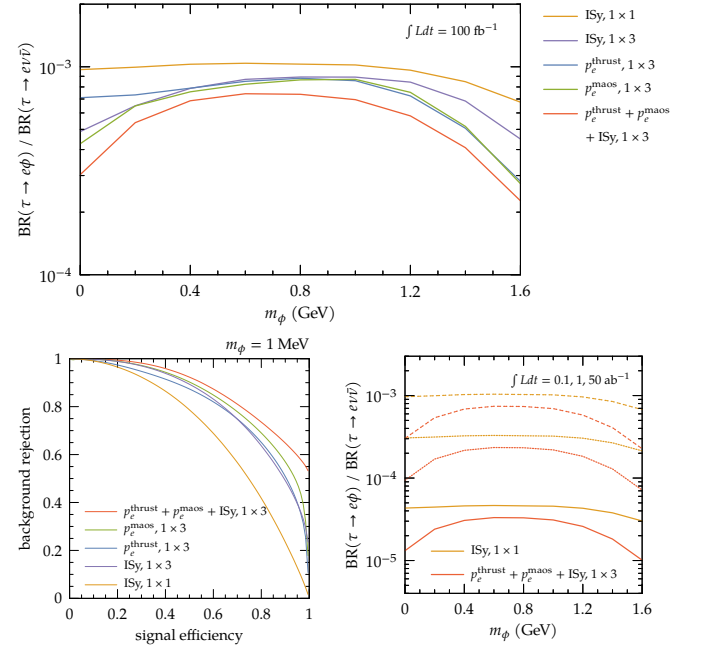 ∫ Ldt = 100 fb⁻¹
10⁻³
10⁻⁴
BR(τ → eϕ) / BR(τ → eνν̄)
0 0.4 0.8 1.2 1.6
m_ϕ (GeV)
ISy, 1 × 1
ISy, 1 × 3
p_e^thrust, 1 × 3
p_e^maos, 1 × 3
p_e^thrust + p_e^maos
+ ISy, 1 × 3
m_ϕ = 1 MeV
1
0.8
0.6
0.4
0.2
0
background rejection
p_e^thrust + p_e^maos + ISy, 1 × 3
p_e^maos, 1 × 3
p_e^thrust, 1 × 3
ISy, 1 × 3
ISy, 1 × 1
0 0.2 0.4 0.6 0.8 1
signal efficiency
∫ Ldt = 0.1, 1, 50 ab⁻¹
10⁻³
10⁻⁴
10⁻⁵
BR(τ → eϕ) / BR(τ → eνν̄)
ISy, 1 × 1
p_e^thrust + p_e^maos + ISy, 1 × 3
0 0.4 0.8 1.2 1.6
m_ϕ (GeV)